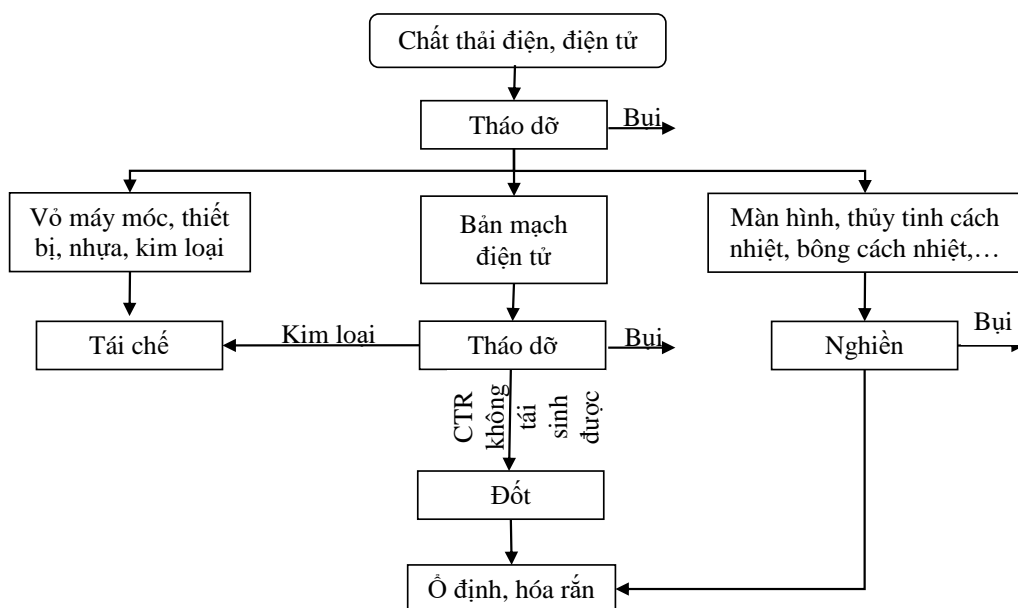 Chất thải điện, điện tử
Tháo dỡ
Bụi
Vỏ máy móc, thiết
bị, nhựa, kim loại
Bản mạch
điện tử
Màn hình, thủy tinh cách
nhiệt, bông cách nhiệt,…
Tái chế
Kim loại
Tháo dỡ
Bụi
Nghiền
Bụi
CTR
không
tái
sinh
được
Đốt
Ổ định, hóa rắn